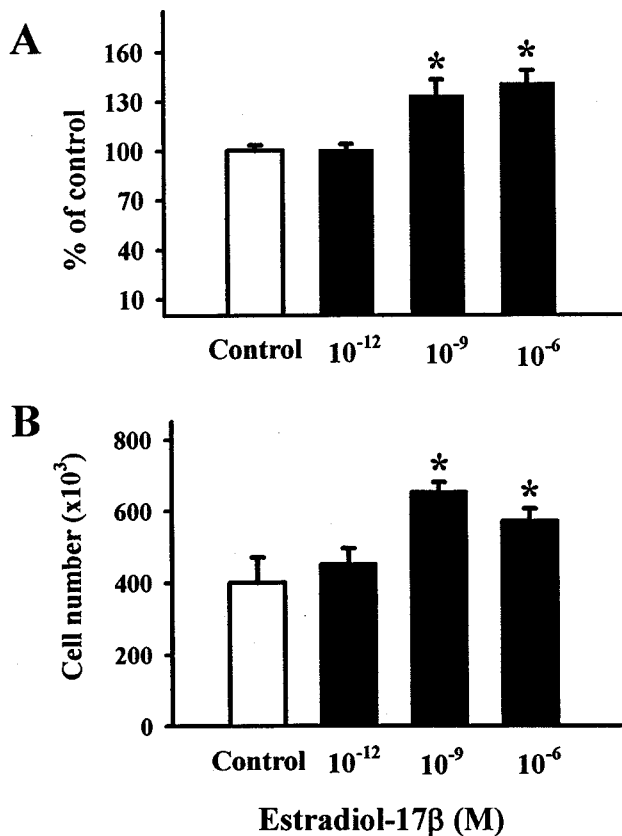 A
160
130
100
70
40
10
% of control
* *
Control 10⁻¹² 10⁻⁹ 10⁻⁶
B
800
600
400
200
0
Cell number (x10³)
* *
Control 10⁻¹² 10⁻⁹ 10⁻⁶
Estradiol-17β (M)